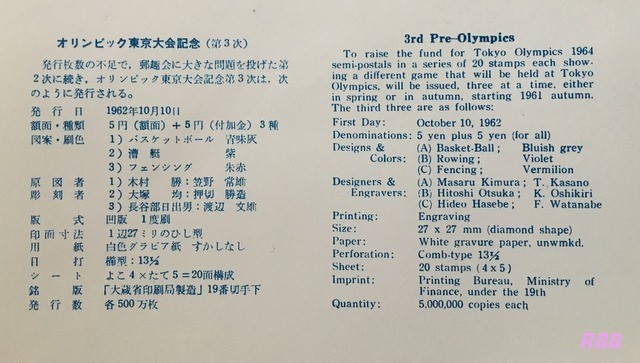 オリンピック東京大会記念(第3次)
発行枚数の不足で,郵趣会に大きな問題を投げた第
2次に続き,オリンピック東京大会記念第3次は,次
のように発行される。
発行日 1962年10月10日
額面・種類 5円(額面)+5円(付加金)3種
図案・刷色 1)バスケットボール 青味灰
2)漕艇 紫
3)フェンシング 朱赤
原図者 1)木村 勝:笠野 常雄
彫刻者 2)大塚 均:押切 勝造
3)長谷部日出男:渡辺 文雄
版式 凹版 1度刷
印面寸法 1辺27ミリのひし型
用紙 白色グラビア紙 すかしなし
目打 櫛型:13½
シート よこ4×たて5=20面構成
銘版 『大蔵省印刷局製造』19番切手下
発行数 各500万枚
3rd Pre-Olympics
To raise the fund for Tokyo Olympics 1964
semi-postals in a series of 20 stamps each show-
ing a different game that will be held at Tokyo
Olympics, will be issued, three at a time, either
in spring or in autumn, starting 1961 autumn.
The third three are as follows:
First Day: October 10, 1962
Denominations: 5 yen plus 5 yen (for all)
Designs & (A) Basket-Ball; Bluish grey
Colors: (B) Rowing; Violet
(C) Fencing; Vermilion
Designers & (A) Masaru Kimura; T. Kasano
Engravers: (B) Hitoshi Otsuka; K. Oshikiri
(C) Hideo Hasebe; F. Watanabe
Printing: Engraving
Size: 27 x 27 mm (diamond shape)
Paper: White gravure paper, unwmkd.
Perforation: Comb-type 13½
Sheet: 20 stamps (4x5)
Imprint: Printing Bureau, Ministry of
Finance, under the 19th
Quantity: 5,000,000 copies each
RBB